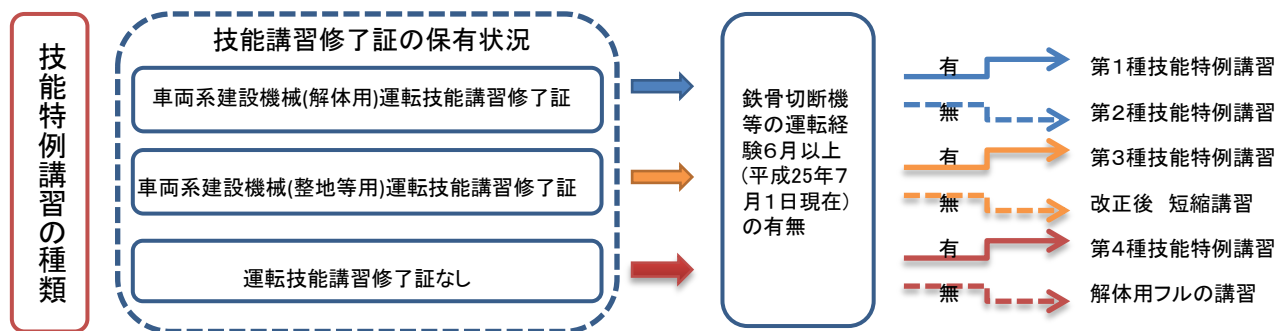 技能特例講習の種類
技能講習修了証の保有状況
車両系建設機械(解体用)運転技能講習修了証
車両系建設機械(整地等用)運転技能講習修了証
運転技能講習修了証なし
鉄骨切断機
等の運転経
験6月以上
(平成25年7
月1日現在)
の有無
有 第1種技能特例講習
無 第2種技能特例講習
有 第3種技能特例講習
無 改正後 短縮講習
有 第4種技能特例講習
無 解体用フルの講習